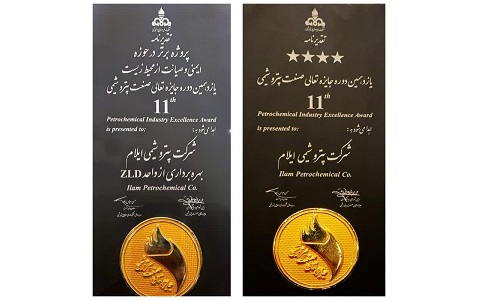 تقدیرنامه
پروژه برتر در حوزه
ایمنی و صیانت از محیط زیست
یازدهمین دوره جایزه تعالی صنعت پتروشیمی
11th
Petrochemical Industry Excellence Award
is presented to:
اهدا می شود به:
شرکت پتروشیمی ایلام
بهره برداری از واحد ZLD
Ilam Petrochemical Co.
تقدیرنامه
یازدهمین دوره جایزه تعالی صنعت پتروشیمی
11th
Petrochemical Industry Excellence Award
is presented to:
اهدا می شود به:
شرکت پتروشیمی ایلام
Ilam Petrochemical Co.